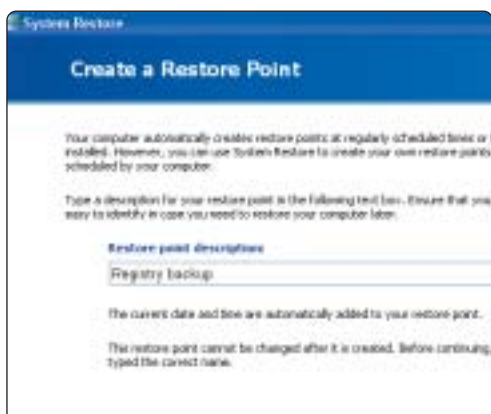 System Restore
Create a Restore Point
Your computer automatically creates restore points at regularly scheduled times or
installed. However, you can use System Restore to create your own restore points
scheduled by your computer.
Type a description for your restore point in the following text box. Ensure that you
easy to identify in case you need to restore your computer later.
Restore point description
Registry backup
The current date and time are automatically added to your restore point.
This restore point cannot be changed after it is created. Before continuing,
typed the correct name.